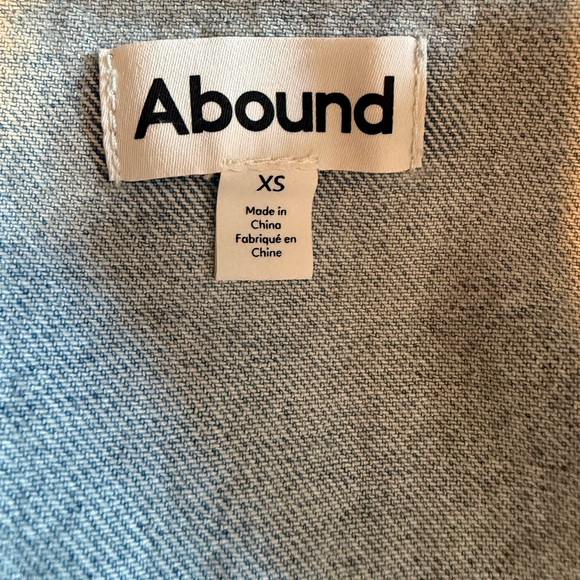 Abound
XS
Made in
China
Fabriqué en
Chine